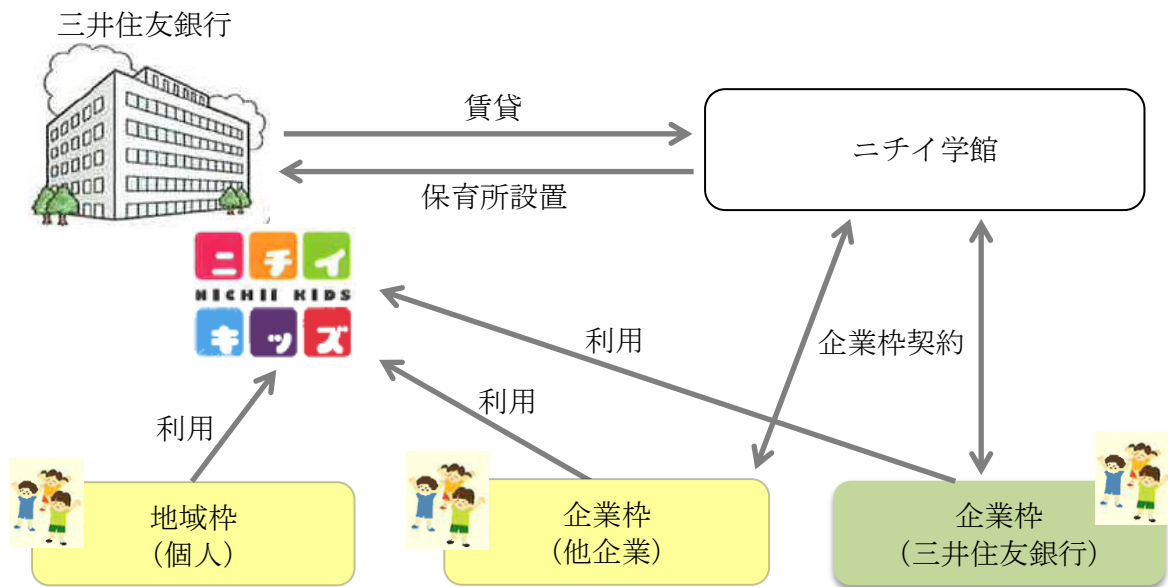 三井住友銀行
賃貸
ニチイ学館
保育所設置
ニチイ
NICHII KIDS
キッズ
利用
企業枠契約
利用
利用
地域枠
（個人）
企業枠
（他企業）
企業枠
（三井住友銀行）